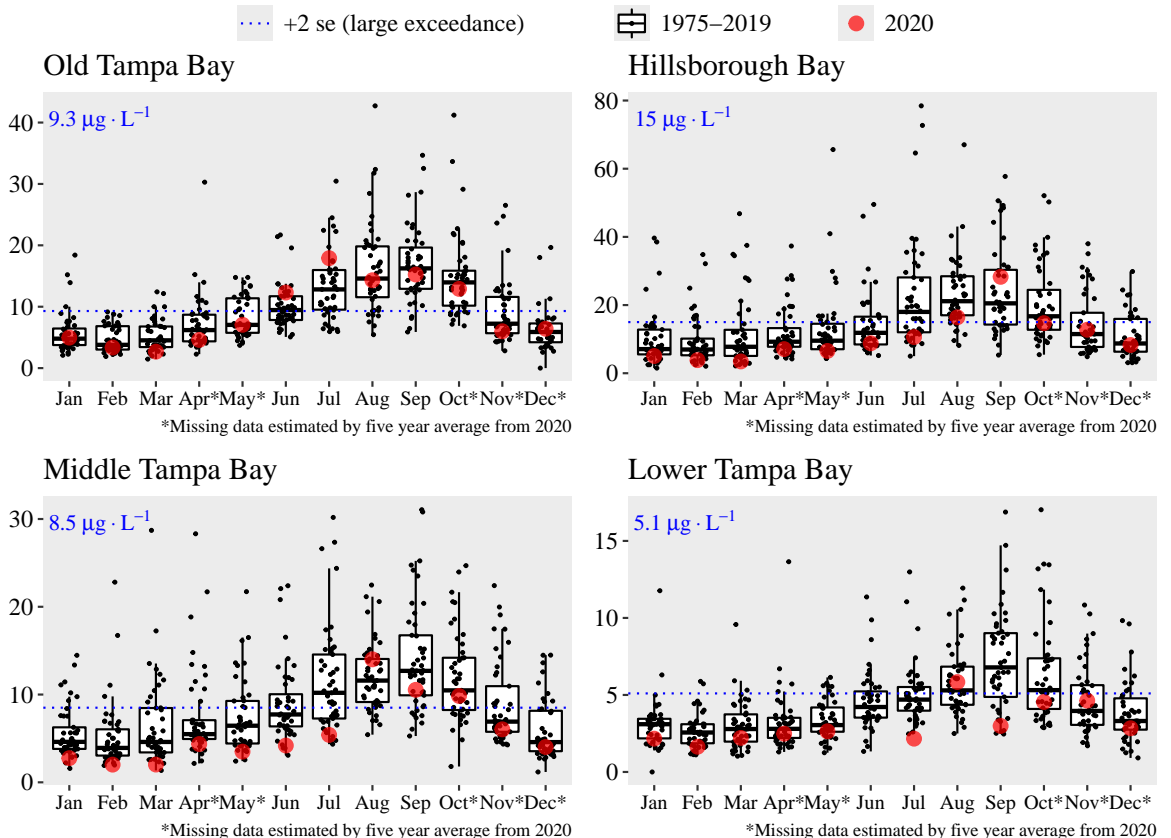 +2 se (large exceedance) 1975–2019 2020
Old Tampa Bay
9.3 μg · L⁻¹
40
30
20
10
0
Jan Feb Mar Apr* May* Jun Jul Aug Sep Oct* Nov* Dec*
*Missing data estimated by five year average from 2020
Hillsborough Bay
15 μg · L⁻¹
80
60
40
20
0
Jan Feb Mar Apr* May* Jun Jul Aug Sep Oct* Nov* Dec*
*Missing data estimated by five year average from 2020
Middle Tampa Bay
8.5 μg · L⁻¹
30
20
10
0
Jan Feb Mar Apr* May* Jun Jul Aug Sep Oct* Nov* Dec*
*Missing data estimated by five year average from 2020
Lower Tampa Bay
5.1 μg · L⁻¹
15
10
5
0
Jan Feb Mar Apr* May* Jun Jul Aug Sep Oct* Nov* Dec*
*Missing data estimated by five year average from 2020